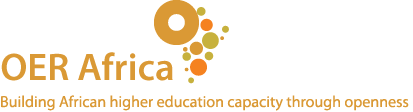 OER Africa
Building African higher education capacity through openness